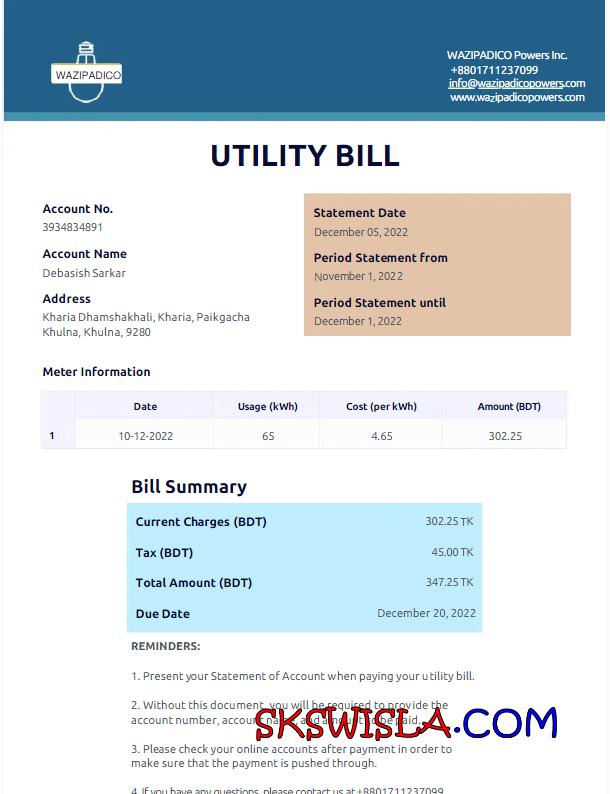 WAZIPADICO
WAZIPADICO Powers Inc.
+8801711237099
info@wazipadicopowers.com
www.wazipadicopowers.com
UTILITY BILL
Account No.
3934834891
Account Name
Debasish Sarkar
Address
Kharia Dhamshakhali, Kharia, Paikgacha
Khulna, Khulna, 9280
Statement Date
December 05, 2022
Period Statement from
November 1, 2022
Period Statement until
December 1, 2022
Meter Information
Date Usage (kWh) Cost (per kWh) Amount (BDT)
1 10-12-2022 65 4.65 302.25
Bill Summary
Current Charges (BDT) 302.25 TK
Tax (BDT) 45.00 TK
Total Amount (BDT) 347.25 TK
Due Date December 20, 2022
REMINDERS:
1. Present your Statement of Account when paying your utility bill.
2. Without this document, you will be required to provide the
account number, account name, and amount to be paid.
SKSWISLA.COM
3. Please check your online accounts after payment in order to
make sure that the payment is pushed through.
4. If you have any questions, please contact us at +8801711237099